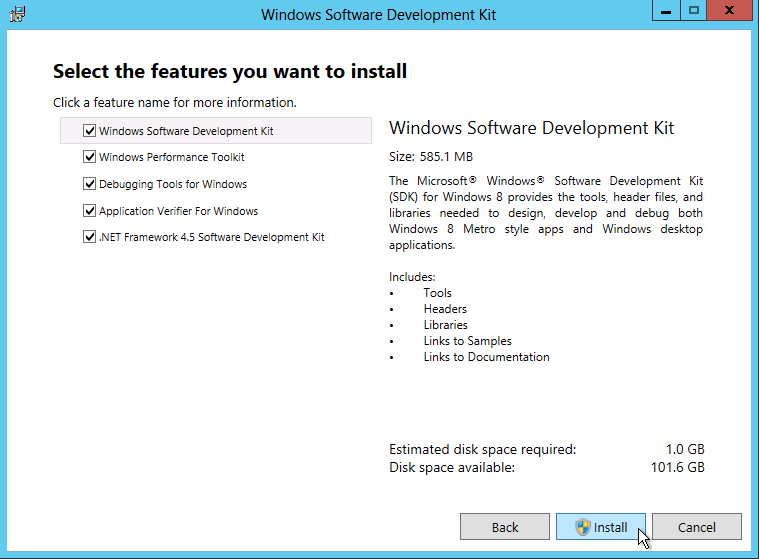 Windows Software Development Kit
Select the features you want to install
Click a feature name for more information.
Windows Software Development Kit
Windows Performance Toolkit
Debugging Tools for Windows
Application Verifier For Windows
.NET Framework 4.5 Software Development Kit
Windows Software Development Kit
Size: 585.1 MB
The Microsoft® Windows® Software Development Kit
(SDK) for Windows 8 provides the tools, header files, and
libraries needed to design, develop and debug both
Windows 8 Metro style apps and Windows desktop
applications.
Includes:
• Tools
• Headers
• Libraries
• Links to Samples
• Links to Documentation
Estimated disk space required: 1.0 GB
Disk space available: 101.6 GB
Back Install Cancel